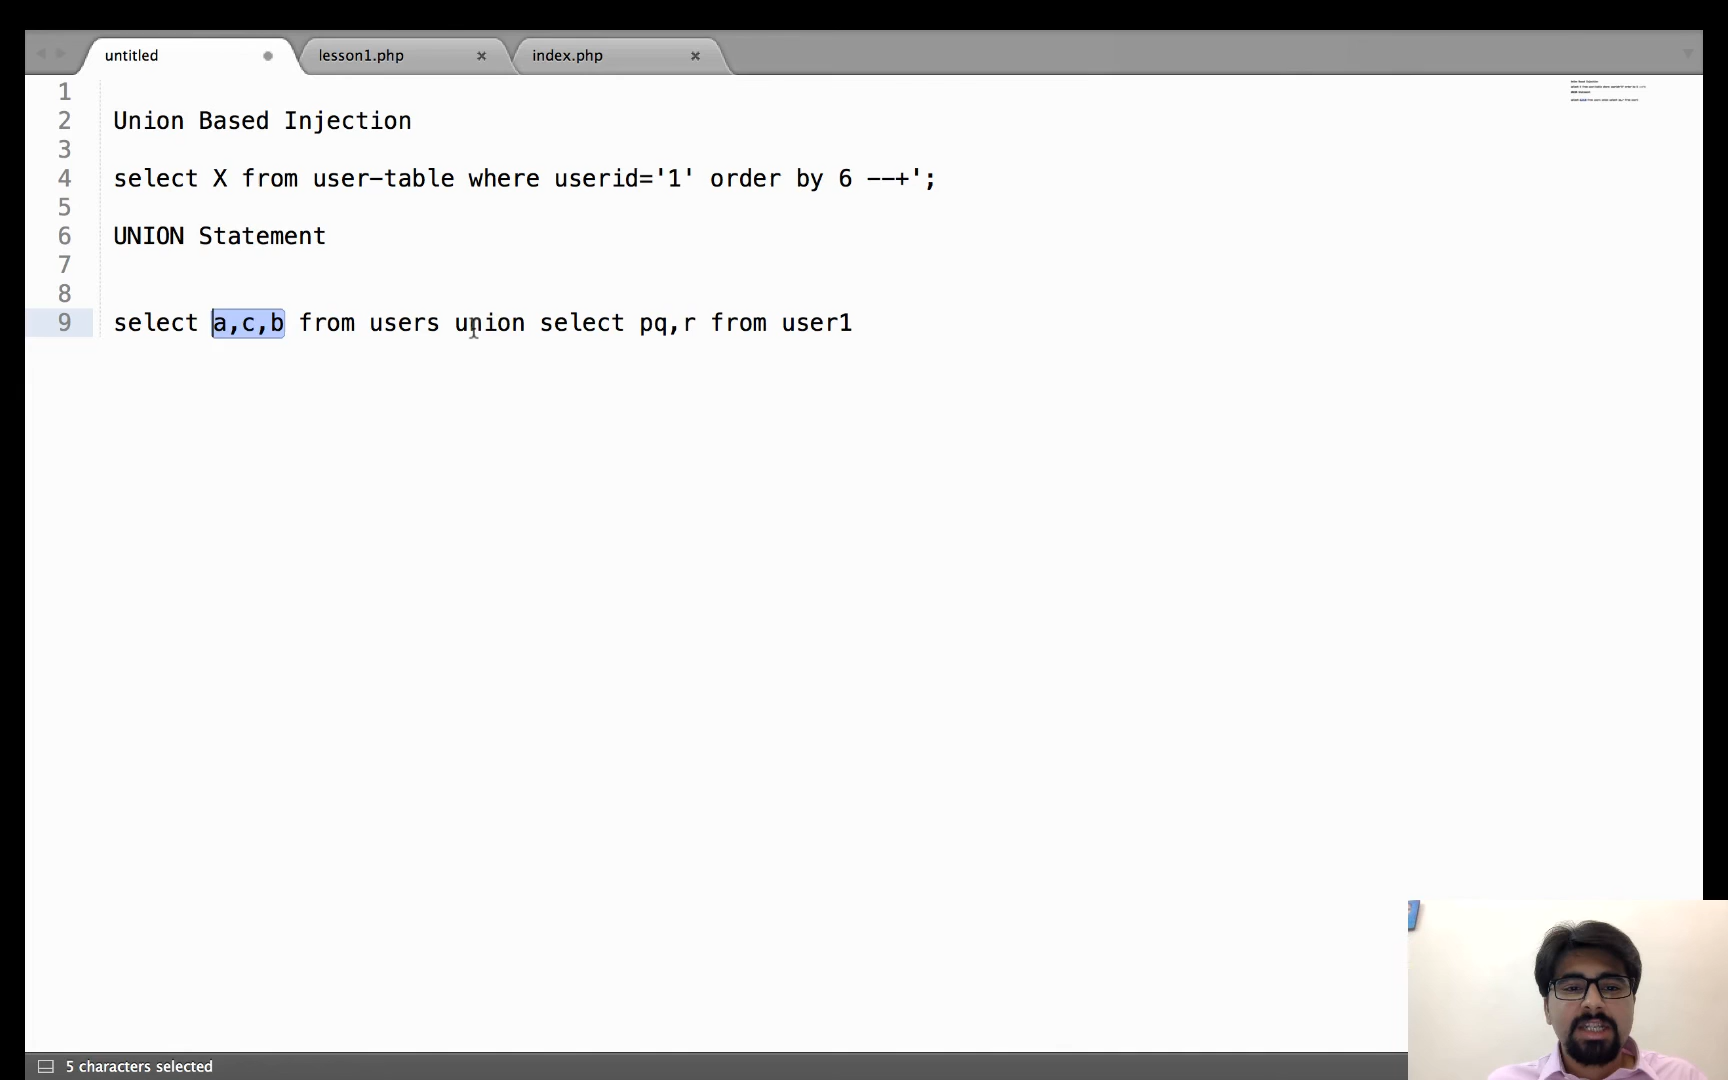 untitled
lesson1.php
index.php
1
2 Union Based Injection
3
4 select X from user-table where userid='1' order by 6 --+';
5
6 UNION Statement
7
8
9 select a,c,b from users union select pq,r from user1
5 characters selected